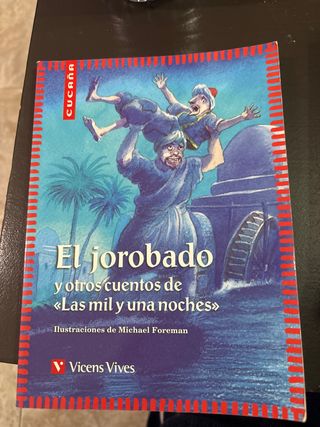 CUCAÑA
El jorobado
y otros cuentos de
«Las mil y una noches»
Ilustraciones de Michael Foreman
V Vicens Vives